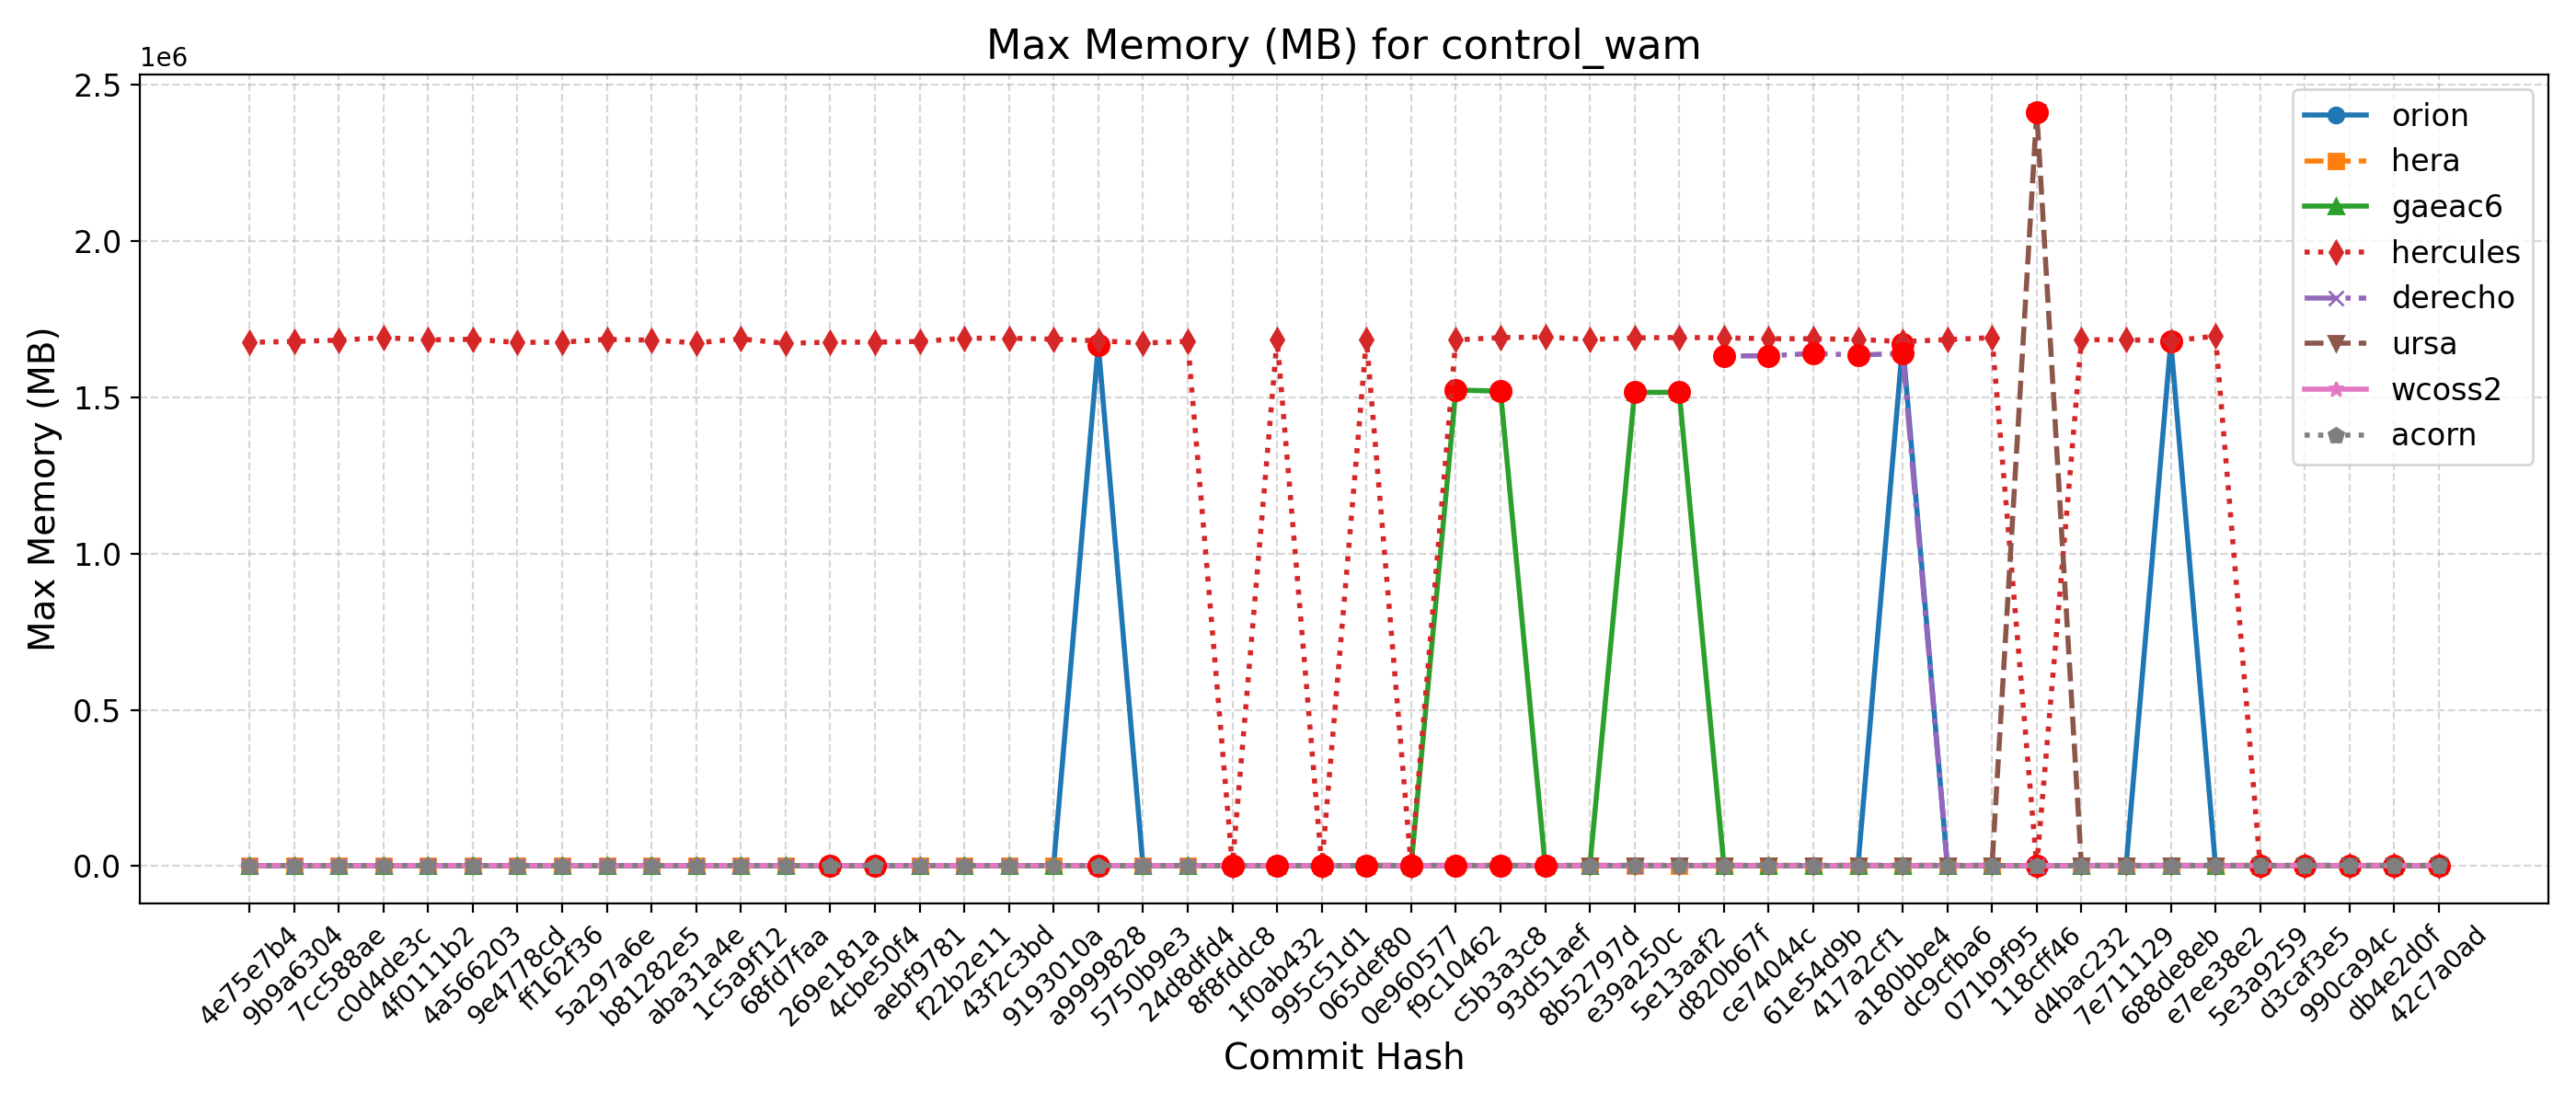 Max Memory (MB) for control_wam
1e6
2.5
2.0
1.5
1.0
0.5
0.0
Max Memory (MB)
orion
hera
gaeac6
hercules
derecho
ursa
wcoss2
acorn
4e75e7b4
9b9a6304
7cc588ae
c0d4de3c
4f0111b2
4a566203
9e4778cd
ff162f36
5a297a6e
b81282e5
aba31a4e
1c5a9f12
68fd7faa
269e181a
4cbe50f4
aebf9781
f22b2e11
43f2c3bd
9193010a
a9999828
5750b9e3
24d8dfd4
8f8fddc8
1f0ab432
995c51d1
065def80
0e960577
f9c10462
c5b3a3c8
93d51aef
8b52797d
e39a250c
5e13aaf2
d820b67f
ce74044c
61e54d9b
417a2cf1
a180bbe4
dc9cfba6
071b9f95
118cff46
d4bac232
7e711129
688de8eb
e7ee38e2
5e3a9259
d3caf3e5
990ca94c
db4e2d0f
42c7a0ad
Commit Hash